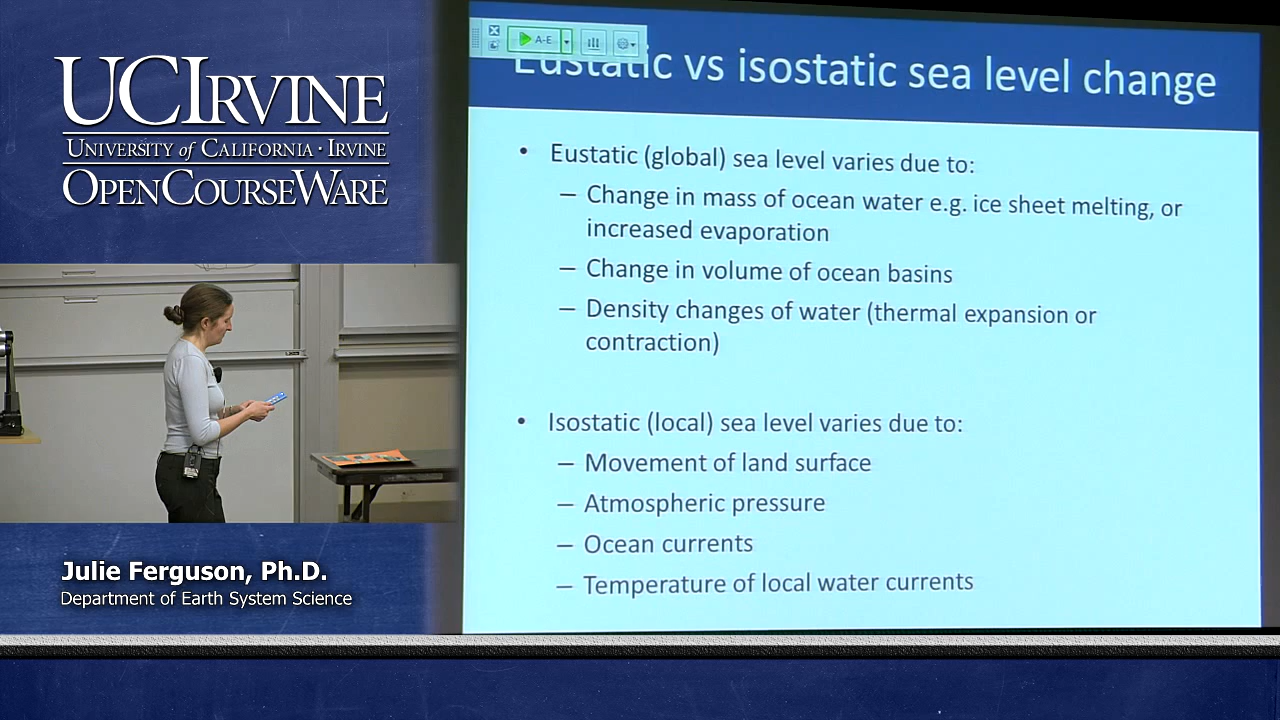 UCIRVINE
UNIVERSITY of CALIFORNIA · IRVINE
OPENCOURSEWARE
A-E
Eustatic vs isostatic sea level change
• Eustatic (global) sea level varies due to:
– Change in mass of ocean water e.g. ice sheet melting, or
increased evaporation
– Change in volume of ocean basins
– Density changes of water (thermal expansion or
contraction)
• Isostatic (local) sea level varies due to:
– Movement of land surface
– Atmospheric pressure
– Ocean currents
– Temperature of local water currents
Julie Ferguson, Ph.D.
Department of Earth System Science